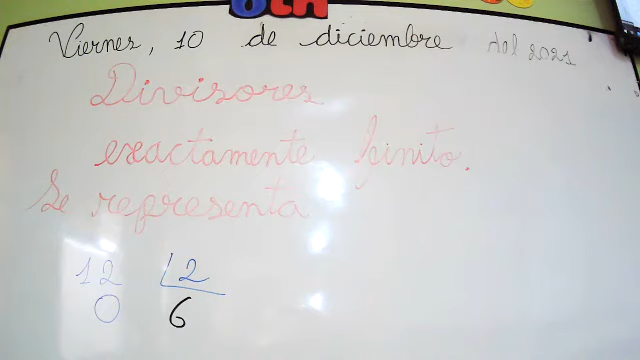 Viernes, 10 de diciembre del 2021
Divisores
exactamente finito.
Se representa
12 2
0 6